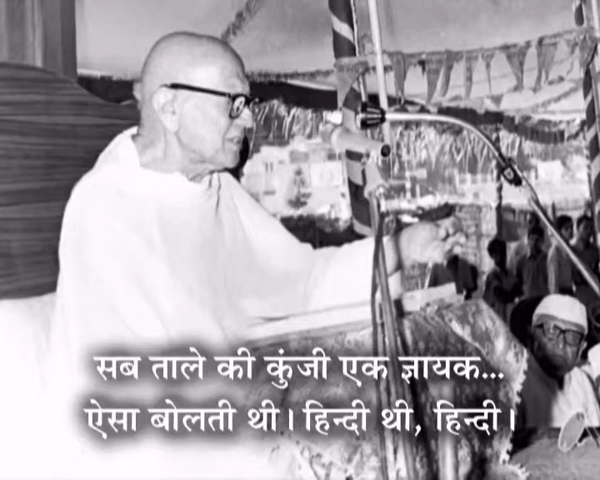 सब ताले की कुंजी एक ज्ञायक...
ऐसा बोलती थी। हिन्दी थी, हिन्दी।